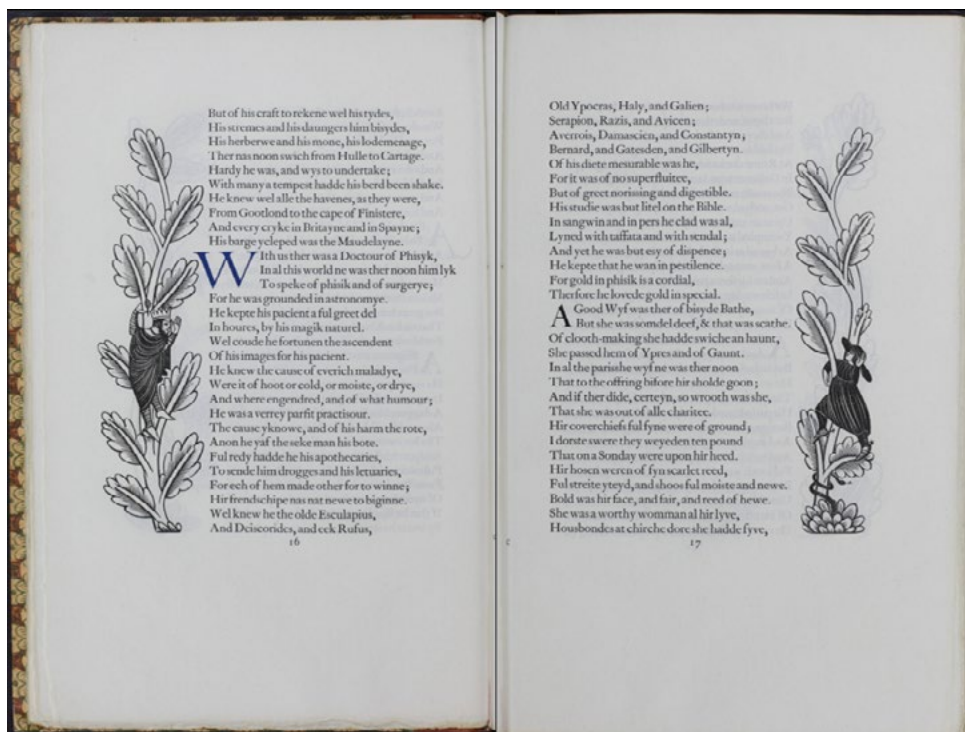 But of his craft to rekene wel his tydes,
His stremes and his daungers him bisydes,
His herberwe and his mone, his lodemenage,
Ther nas noon swich from Hulle to Cartage.
Hardy he was, and wys to undertake;
With many a tempest hadde his berd been shake.
He knew wel alle the havenes, as they were,
From Gootlond to the cape of Finistere,
And every cryke in Britayne and in Spayne;
His barge ycleped was the Maudelayne.
With us ther was a Doctour of Phisyk,
In al this world ne was ther noon him lyk
To speke of phisik and of surgerye;
For he was grounded in astronomye.
He kepte his pacient a ful greet del
In houres, by his magik naturel.
Wel coude he fortunen the ascendent
Of his images for his pacient.
He knew the cause of everich maladye,
Were it of hoot or cold, or moiste, or drye,
And where engendred, and of what humour;
He was a verrey parfit practisour.
The cause yknowe, and of his harm the rote,
Anon he yaf the seke man his bote.
Ful redy hadde he his apothecaries,
To sende him drogges and his letuaries,
For ech of hem made other for to winne;
Hir frendschipe nas nat newe to biginne.
Wel knew he the olde Esculapius,
And Deiscorides, and eek Rufus,
16
Old Ypocras, Haly, and Galien;
Serapion, Razis, and Avicen;
Averrois, Damascien, and Constantyn;
Bernard, and Gatesden, and Gilbertyn.
Of his diete mesurable was he,
For it was of no superfluitee,
But of greet norissing and digestible.
His studie was but litel on the Bible.
In sangwin and in pers he clad was al,
Lyned with taffata and with sendal;
And yet he was but esy of dispence;
He kepte that he wan in pestilence.
For gold in phisik is a cordial,
Therfore he lovede gold in special.
A Good Wyf was ther of bisyde Bathe,
But she was somdel deef, & that was scathe.
Of clooth-making she hadde swiche an haunt,
She passed hem of Ypres and of Gaunt.
In al the parisshe wyf ne was ther noon
That to the offring bifore hir sholde goon;
And if ther dide, certeyn, so wrooth was she,
That she was out of alle charitee.
Hir coverchiefs ful fyne were of ground;
I dorste swere they weyeden ten pound
That on a Sonday were upon hir heed.
Hir hosen weren of fyn scarlet reed,
Ful streite yteyd, and shoos ful moiste and newe.
Bold was hir face, and fair, and reed of hewe.
She was a worthy womman al hir lyve,
Housbondes at chirche dore she hadde fyve,
17